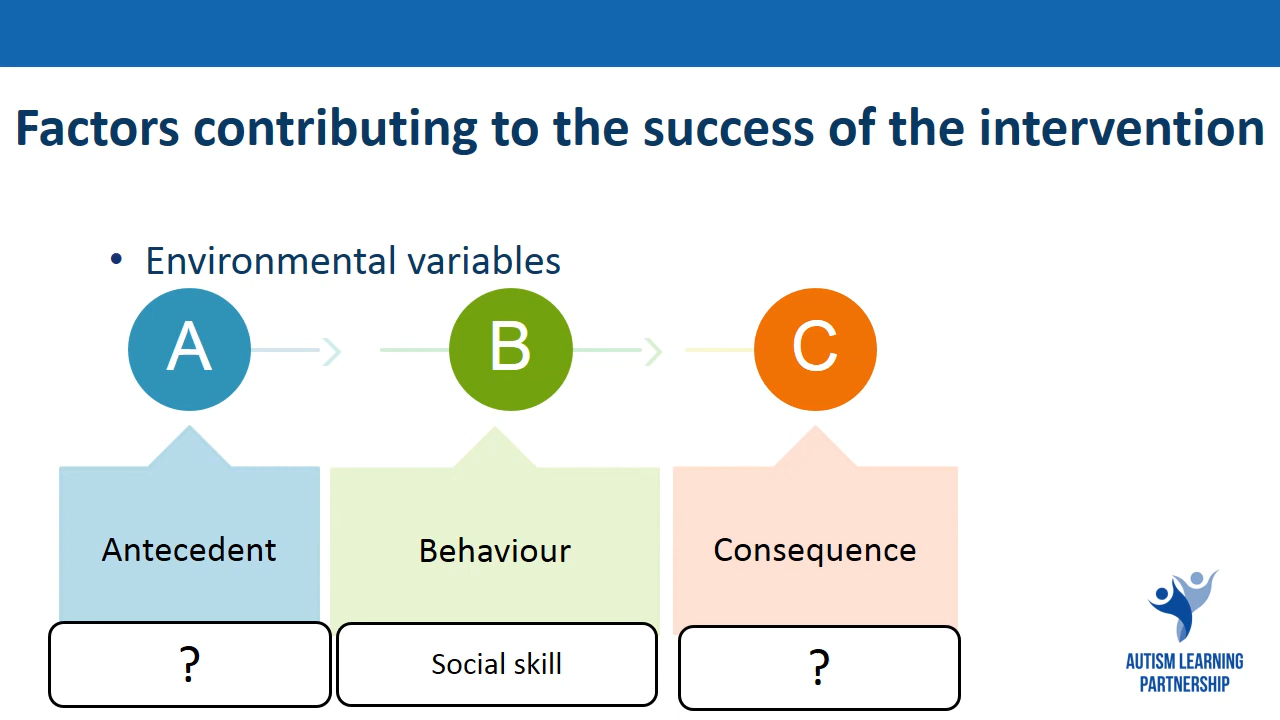 Factors contributing to the success of the intervention
• Environmental variables
A
B
C
Antecedent
Behaviour
Consequence
?
Social skill
?
AUTISM LEARNING
PARTNERSHIP